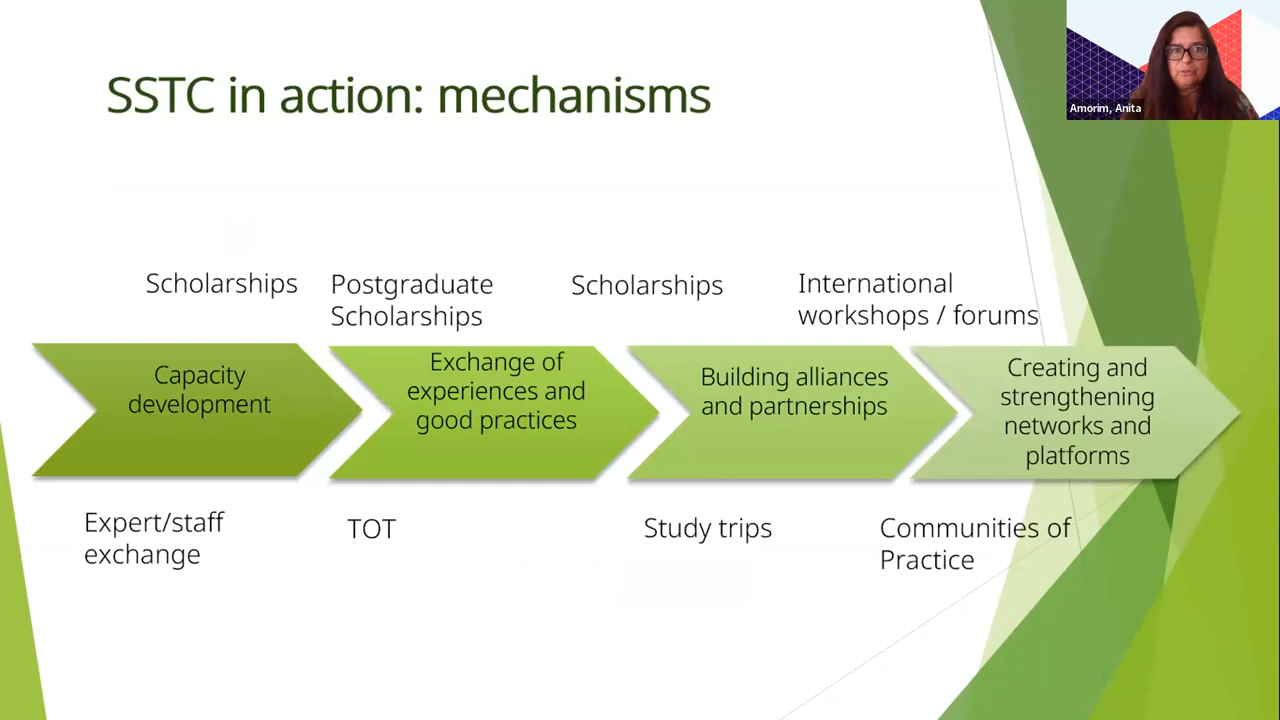 SSTC in action: mechanisms
Amorim, Anita
Scholarships
Postgraduate
Scholarships
Scholarships
International
workshops / forums
Capacity
development
Exchange of
experiences and
good practices
Building alliances
and partnerships
Creating and
strengthening
networks and
platforms
Expert/staff
exchange
TOT
Study trips
Communities of
Practice